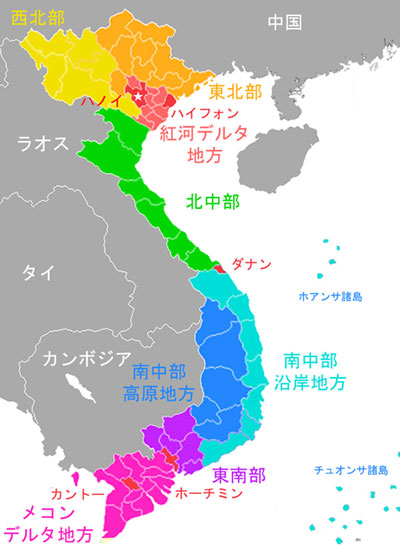 西北部
中国
ハノイ
東北部
ハイフォン
紅河デルタ
地方
ラオス
北中部
ダナン
タイ
ホアンサ諸島
カンボジア
南中部
高原地方
南中部
沿岸地方
東南部
チュオンサ諸島
カントー
ホーチミン
メコン
デルタ地方